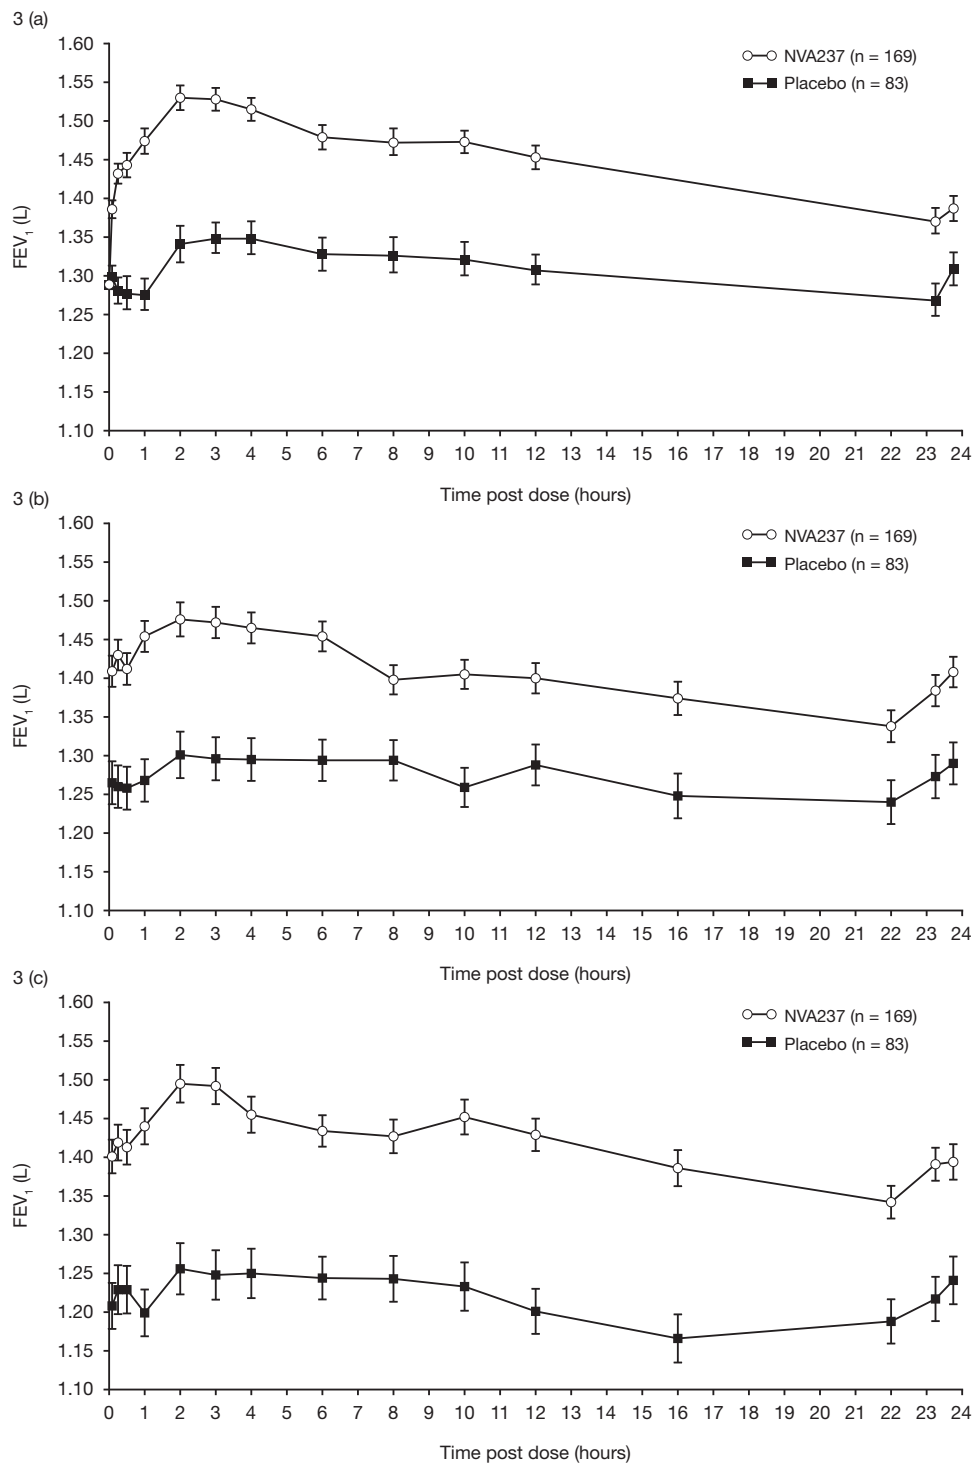 3 (a)
1.60
1.55
1.50
1.45
1.40
1.35
1.30
1.25
1.20
1.15
1.10
FEV1 (L)
NVA237 (n = 169)
Placebo (n = 83)
0 1 2 3 4 5 6 7 8 9 10 11 12 13 14 15 16 17 18 19 20 21 22 23 24
Time post dose (hours)
3 (b)
1.60
1.55
1.50
1.45
1.40
1.35
1.30
1.25
1.20
1.15
1.10
FEV1 (L)
NVA237 (n = 169)
Placebo (n = 83)
0 1 2 3 4 5 6 7 8 9 10 11 12 13 14 15 16 17 18 19 20 21 22 23 24
Time post dose (hours)
3 (c)
1.60
1.55
1.50
1.45
1.40
1.35
1.30
1.25
1.20
1.15
1.10
FEV1 (L)
NVA237 (n = 169)
Placebo (n = 83)
0 1 2 3 4 5 6 7 8 9 10 11 12 13 14 15 16 17 18 19 20 21 22 23 24
Time post dose (hours)